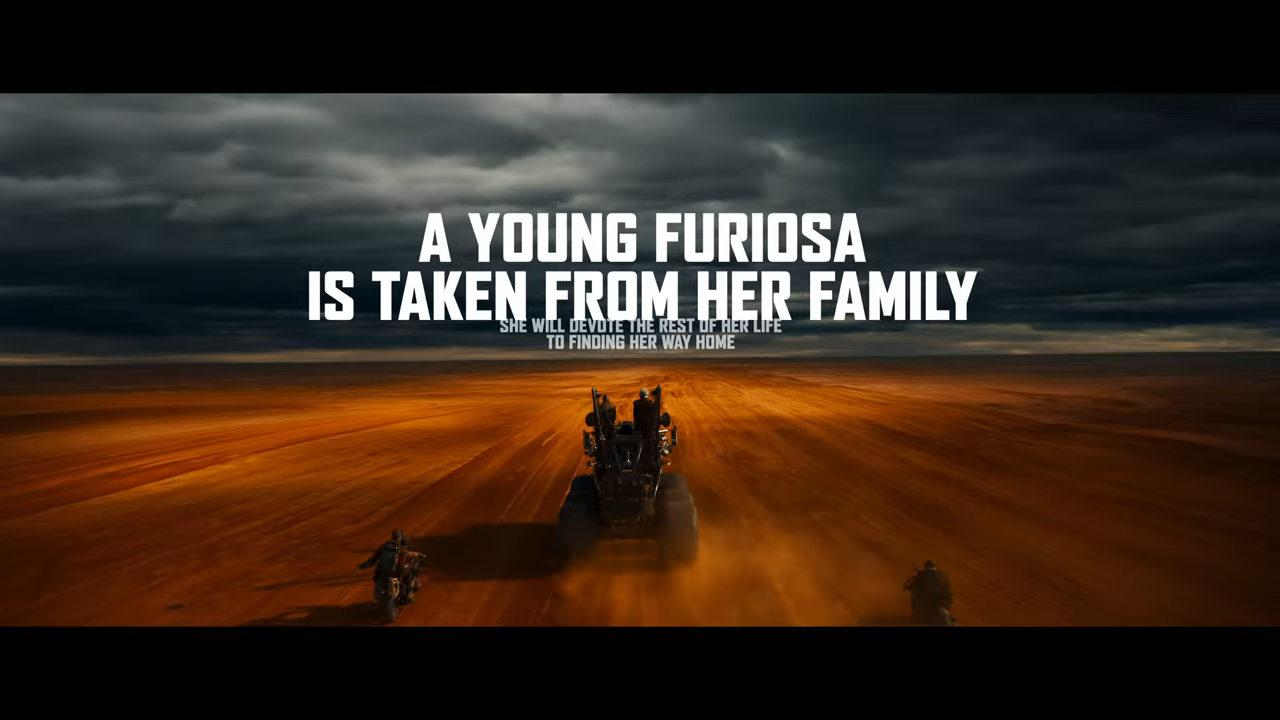 A YOUNG FURIOSA
IS TAKEN FROM HER FAMILY
SHE WILL DEVOTE THE REST OF HER LIFE
TO FINDING HER WAY HOME